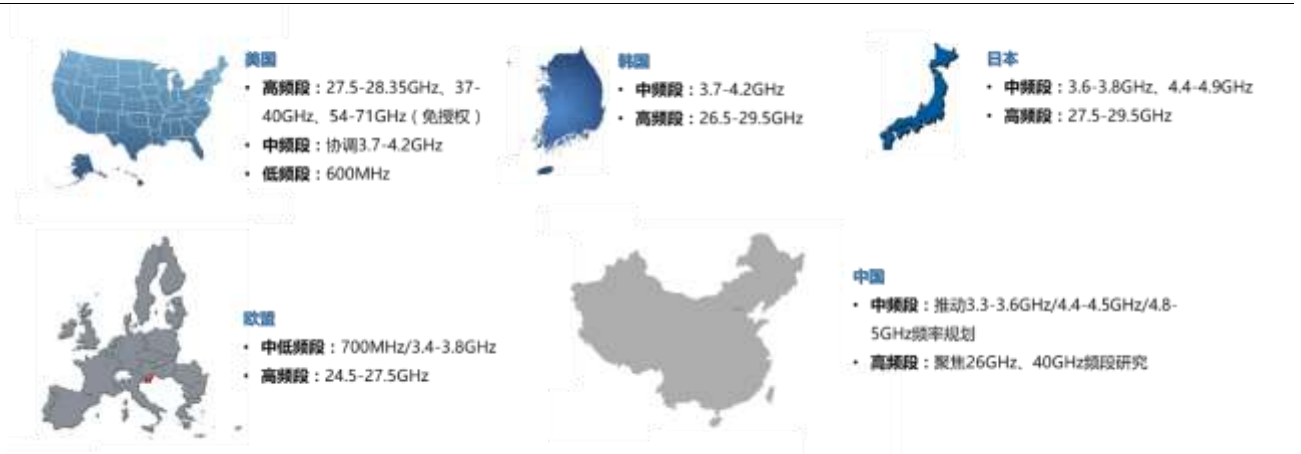 美国
• 高频段：27.5-28.35GHz、37-
40GHz、54-71GHz（免授权）
• 中频段：协调3.7-4.2GHz
• 低频段：600MHz
韩国
• 中频段：3.7-4.2GHz
• 高频段：26.5-29.5GHz
日本
• 中频段：3.6-3.8GHz、4.4-4.9GHz
• 高频段：27.5-29.5GHz
欧盟
• 中低频段：700MHz/3.4-3.8GHz
• 高频段：24.5-27.5GHz
中国
• 中频段：推动3.3-3.6GHz/4.4-4.5GHz/4.8-
5GHz频率规划
• 高频段：聚焦26GHz、40GHz频段研究